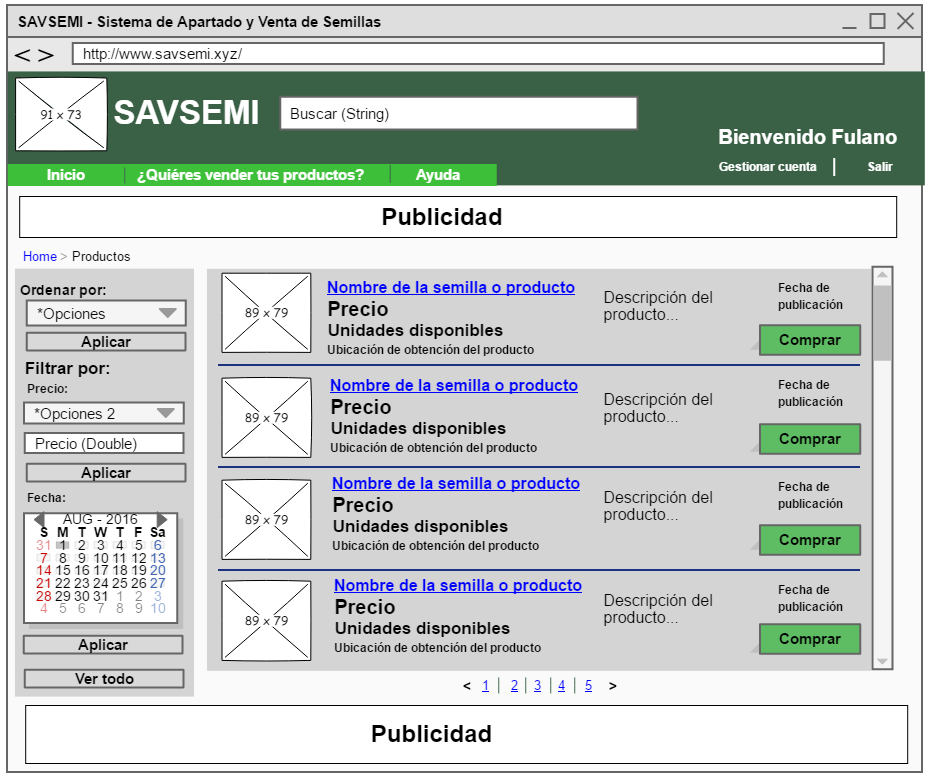 SAVSEMI - Sistema de Apartado y Venta de Semillas
< > http://www.savsemi.xyz/
91 x 73
SAVSEMI
Buscar (String)
Bienvenido Fulano
Gestionar cuenta | Salir
Inicio | ¿Quiéres vender tus productos? | Ayuda
Publicidad
Home > Productos
Ordenar por:
*Opciones
Aplicar
Filtrar por:
Precio:
*Opciones 2
Precio (Double)
Aplicar
Fecha:
AUG - 2016
S M T W T F Sa
31 1 2 3 4 5 6
7 8 9 10 11 12 13
14 15 16 17 18 19 20
21 22 23 24 25 26 27
28 29 30 31 1 2 3
4 5 6 7 8 9 10
Aplicar
Ver todo
89 x 79
Nombre de la semilla o producto
Precio
Unidades disponibles
Ubicación de obtención del producto
Descripción del
producto...
Fecha de
publicación
Comprar
89 x 79
Nombre de la semilla o producto
Precio
Unidades disponibles
Ubicación de obtención del producto
Descripción del
producto...
Fecha de
publicación
Comprar
89 x 79
Nombre de la semilla o producto
Precio
Unidades disponibles
Ubicación de obtención del producto
Descripción del
producto...
Fecha de
publicación
Comprar
89 x 79
Nombre de la semilla o producto
Precio
Unidades disponibles
Ubicación de obtención del producto
Descripción del
producto...
Fecha de
publicación
Comprar
< 1 | 2 | 3 | 4 | 5 >
Publicidad